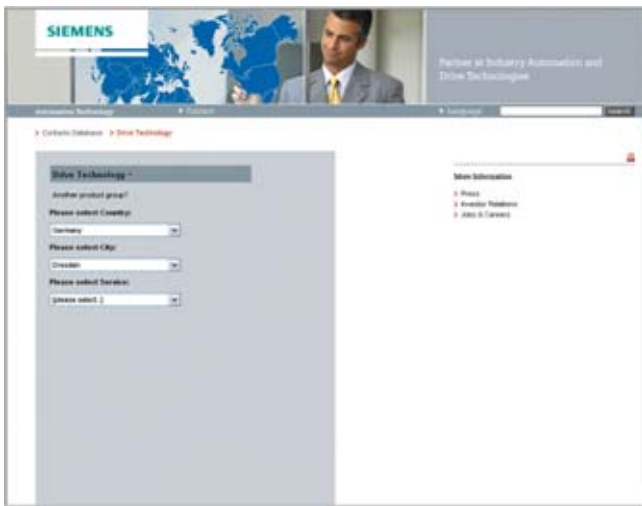 SIEMENS
Partner at Industry Automation and
Drive Technologies
Automation Technology
Contact
Language
Search
Contacts Database
Drive Technology
Drive Technology
More Information
Another product group?
Press
Please select Country:
Investor Relations
Germany
Jobs & Careers
Please select City:
Dresden
Please select Service:
[please select..]